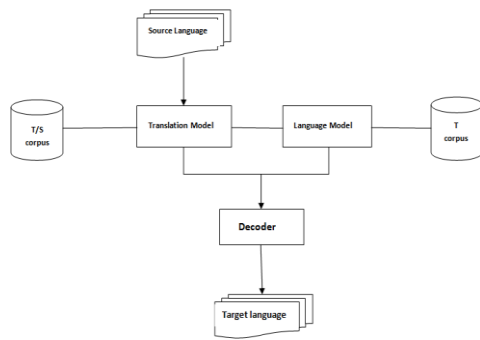 Source Language
T/S
corpus
Translation Model
Language Model
T
corpus
Decoder
Target language